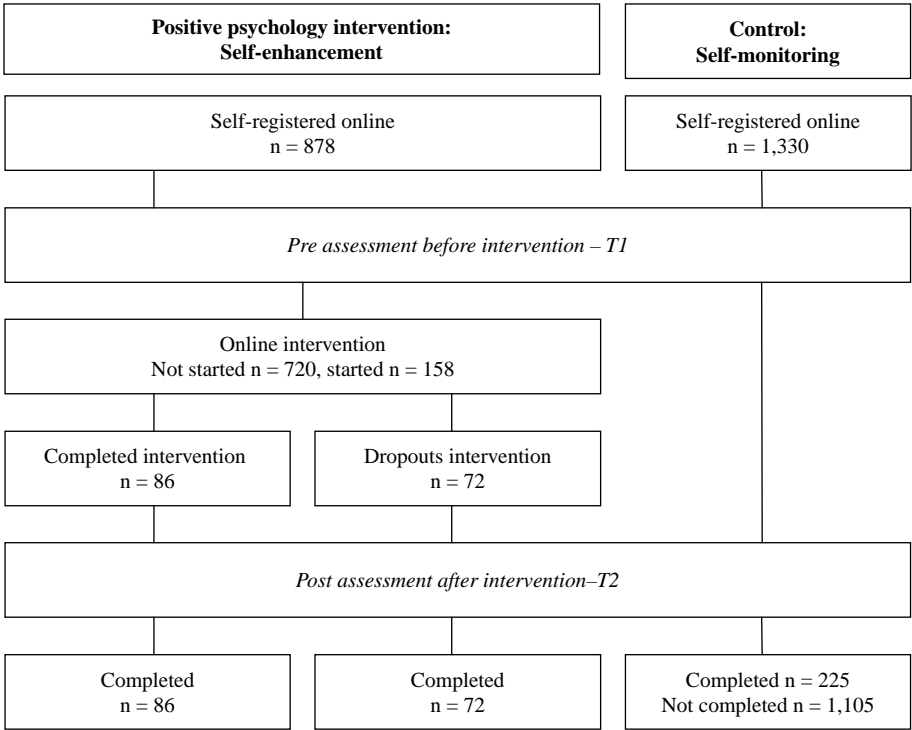 Positive psychology intervention:
Self-enhancement
Control:
Self-monitoring
Self-registered online
n = 878
Self-registered online
n = 1,330
Pre assessment before intervention – T1
Online intervention
Not started n = 720, started n = 158
Completed intervention
n = 86
Dropouts intervention
n = 72
Post assessment after intervention–T2
Completed
n = 86
Completed
n = 72
Completed n = 225
Not completed n = 1,105